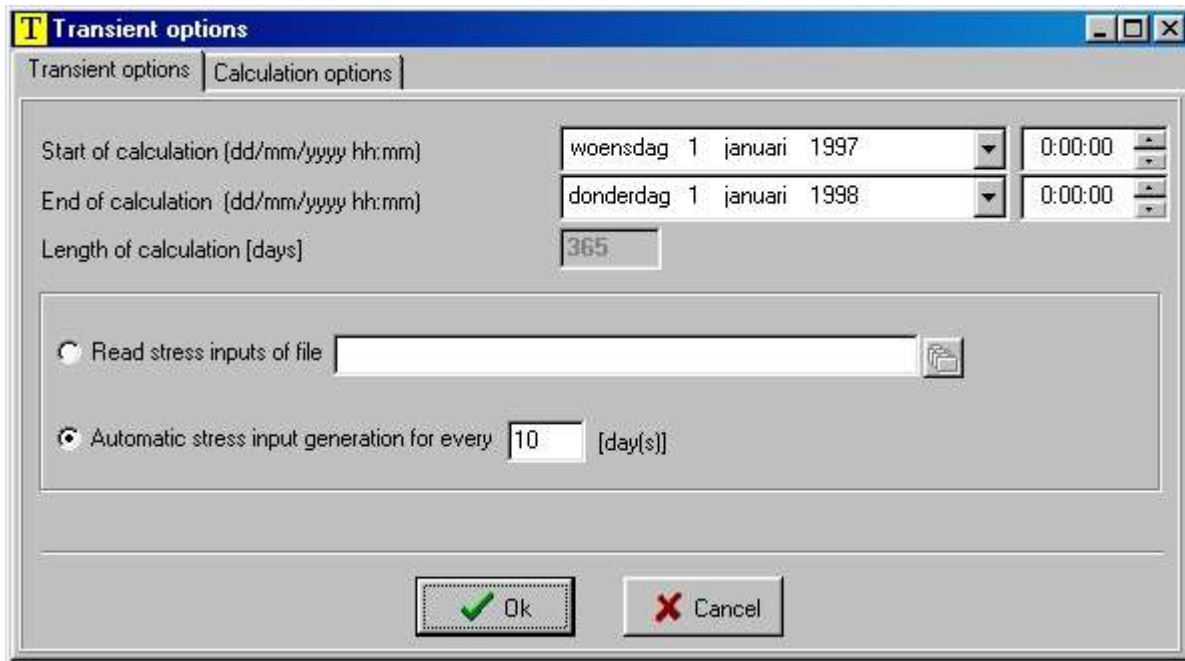 T Transient options
Transient options Calculation options
Start of calculation (dd/mm/yyyy hh:mm) woensdag 1 januari 1997 0:00:00
End of calculation (dd/mm/yyyy hh:mm) donderdag 1 januari 1998 0:00:00
Length of calculation [days] 365
Read stress inputs of file
Automatic stress input generation for every 10 [day(s)]
Ok Cancel